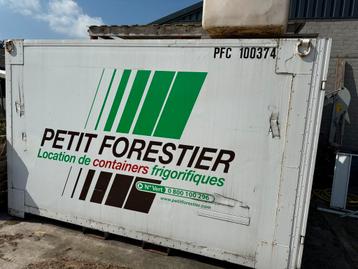 PFC 100374
PETIT FORESTIER
Location de containers frigorifiques
N° Vert 0 800 100 296
www.petitforestier.com